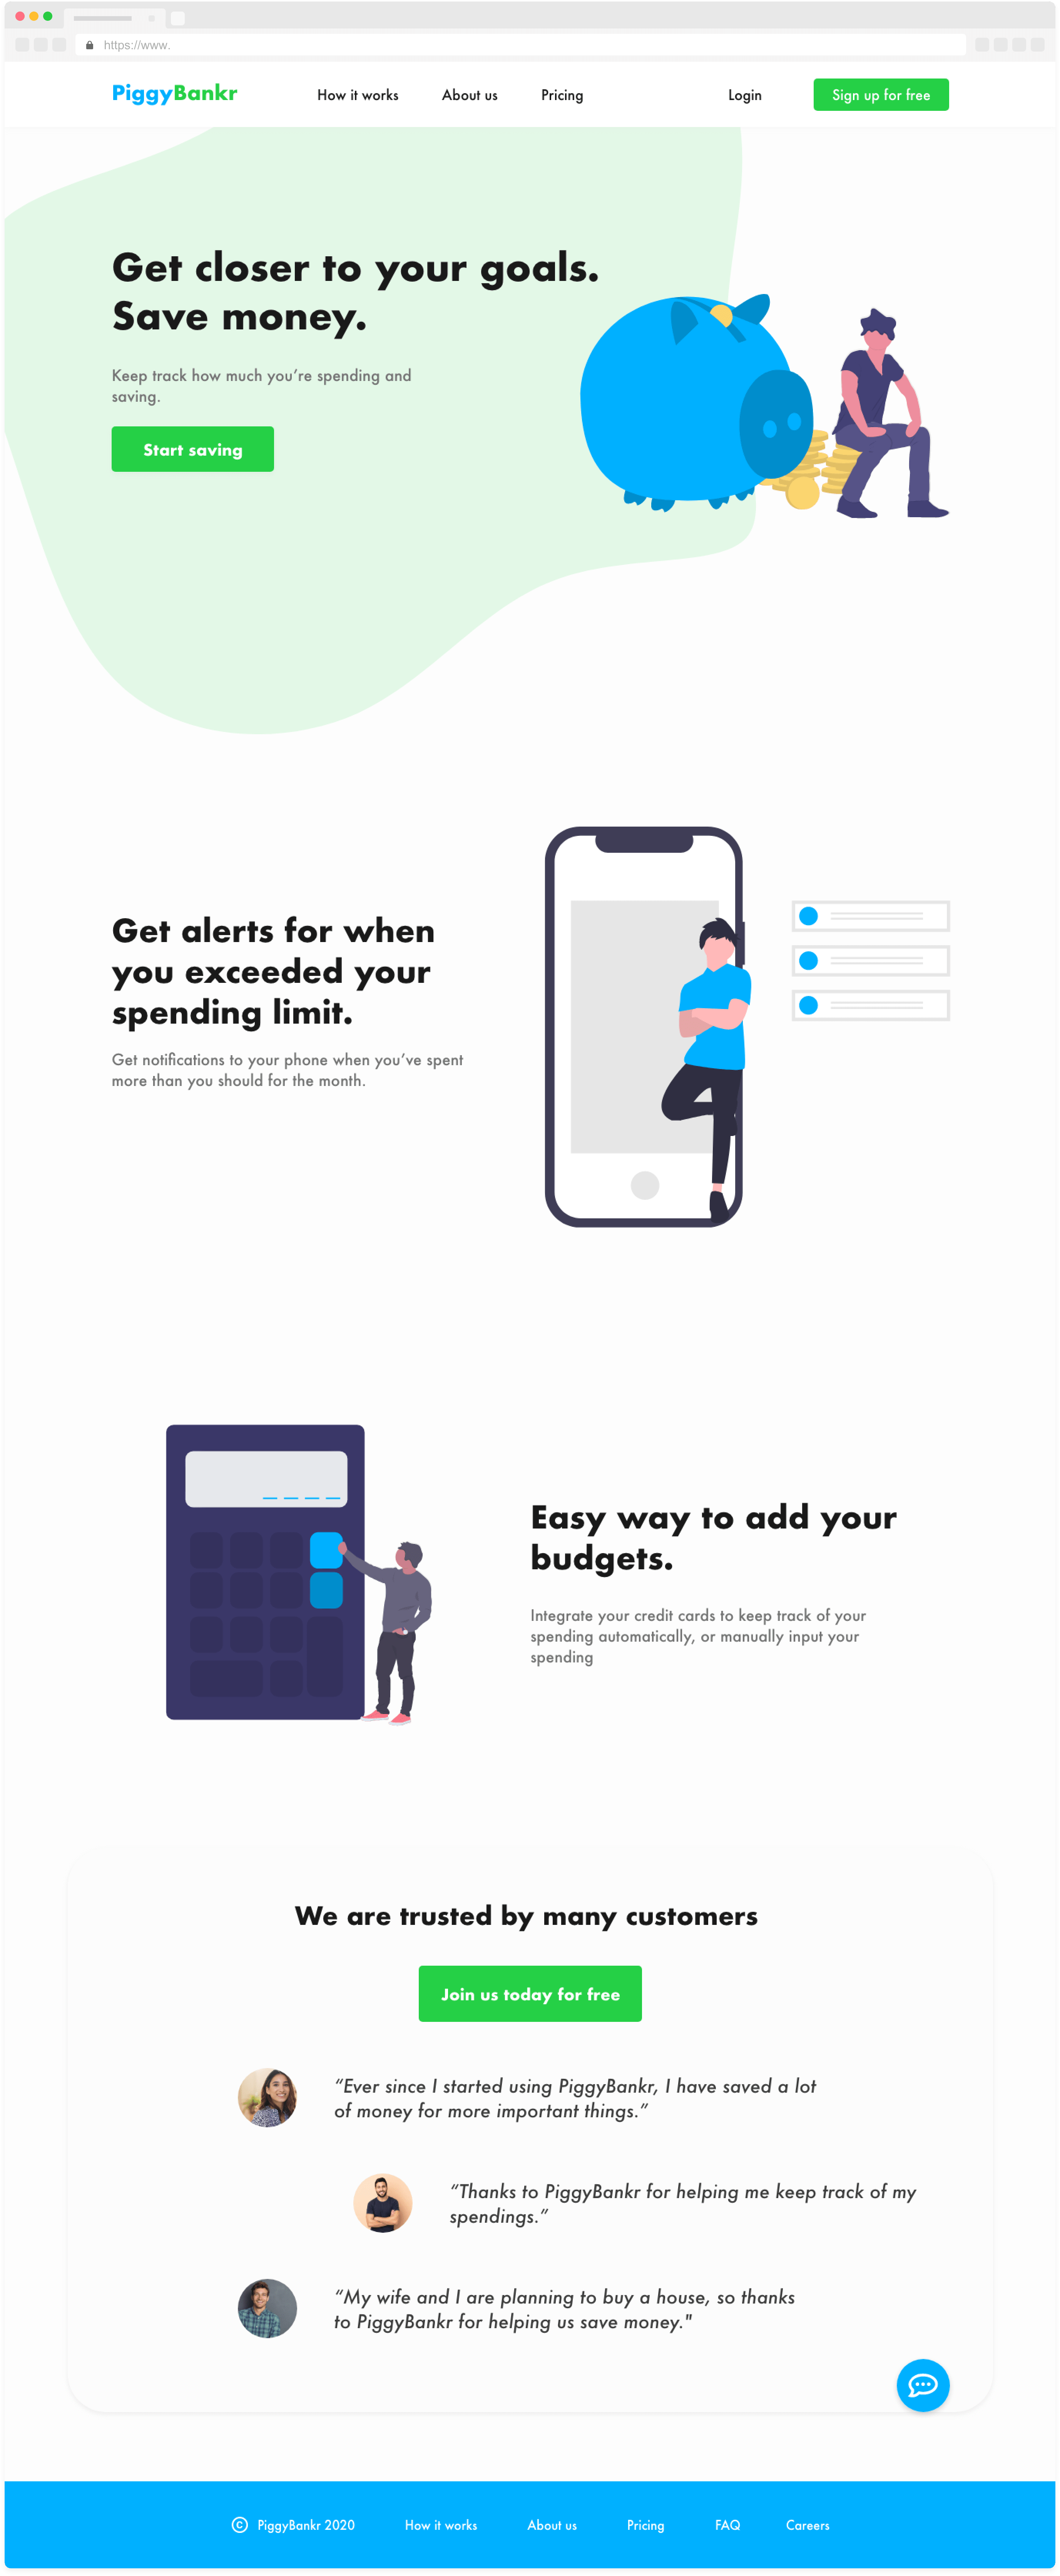 https://www.
PiggyBankr How it works About us Pricing Login Sign up for free
Get closer to your goals.
Save money.
Keep track how much you’re spending and
saving.
Start saving
Get alerts for when
you exceeded your
spending limit.
Get notifications to your phone when you’ve spent
more than you should for the month.
Easy way to add your
budgets.
Integrate your credit cards to keep track of your
spending automatically, or manually input your
spending
We are trusted by many customers
Join us today for free
“Ever since I started using PiggyBankr, I have saved a lot
of money for more important things.”
“Thanks to PiggyBankr for helping me keep track of my
spendings.”
“My wife and I are planning to buy a house, so thanks
to PiggyBankr for helping us save money."
© PiggyBankr 2020 How it works About us Pricing FAQ Careers